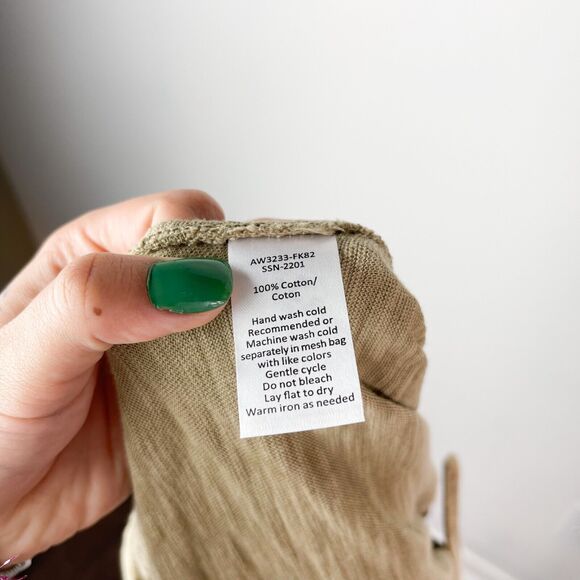 AW3233-FK82
SSN-2201
100% Cotton/
Coton
Hand wash cold
Recommended or
Machine wash cold
separately in mesh bag
with like colors
Gentle cycle
Do not bleach
Lay flat to dry
Warm iron as needed